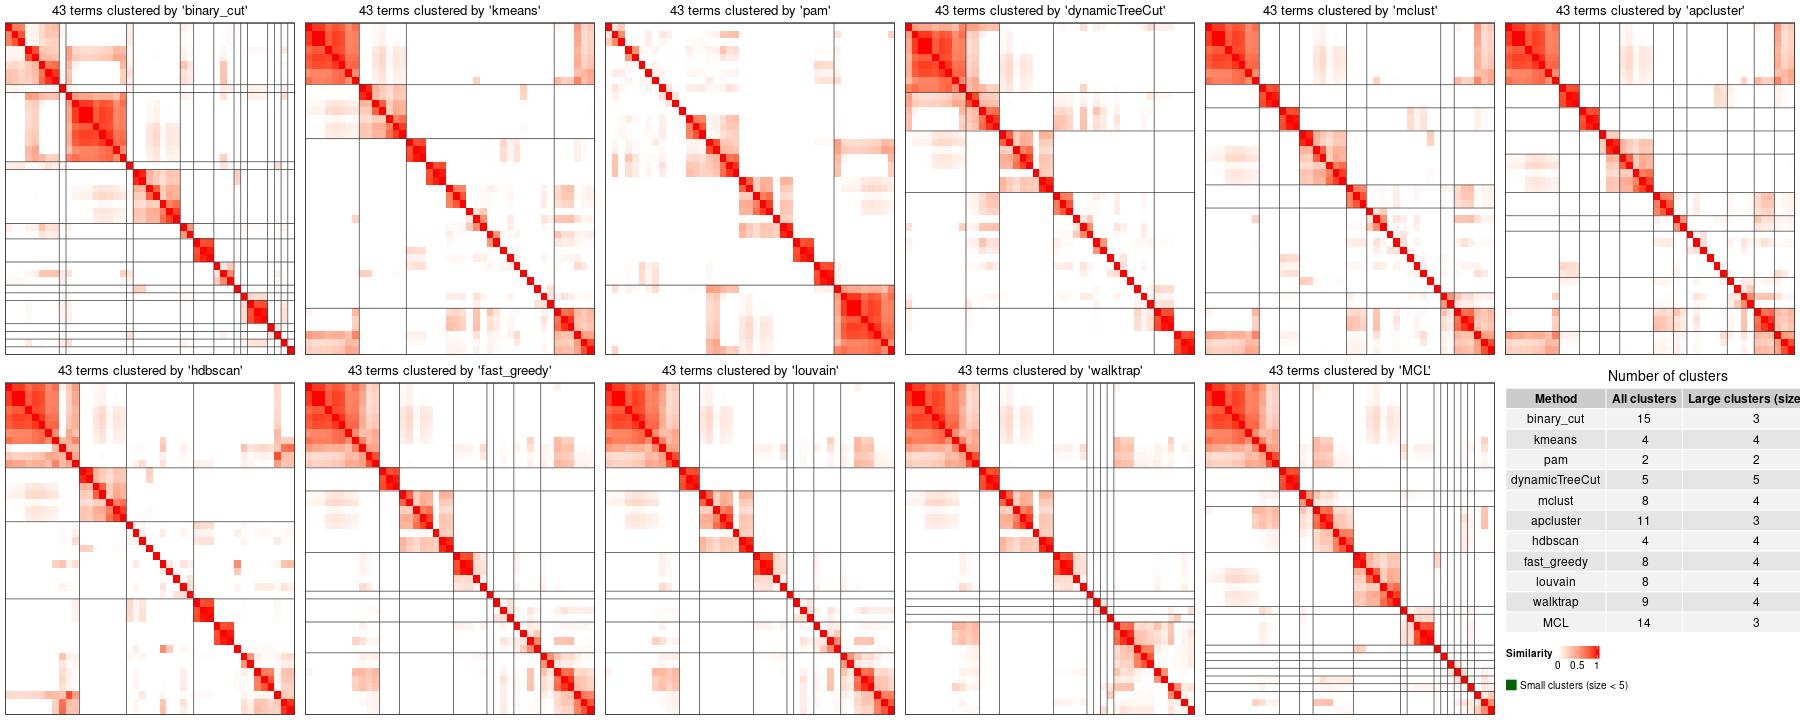 43 terms clustered by 'binary_cut'
43 terms clustered by 'kmeans'
43 terms clustered by 'pam'
43 terms clustered by 'dynamicTreeCut'
43 terms clustered by 'mclust'
43 terms clustered by 'apcluster'
43 terms clustered by 'hdbscan'
43 terms clustered by 'fast_greedy'
43 terms clustered by 'louvain'
43 terms clustered by 'walktrap'
43 terms clustered by 'MCL'
Number of clusters
Method All clusters Large clusters (size
binary_cut 15 3
kmeans 4 4
pam 2 2
dynamicTreeCut 5 5
mclust 8 4
apcluster 11 3
hdbscan 4 4
fast_greedy 8 4
louvain 8 4
walktrap 9 4
MCL 14 3
Similarity
0 0.5 1
Small clusters (size < 5)